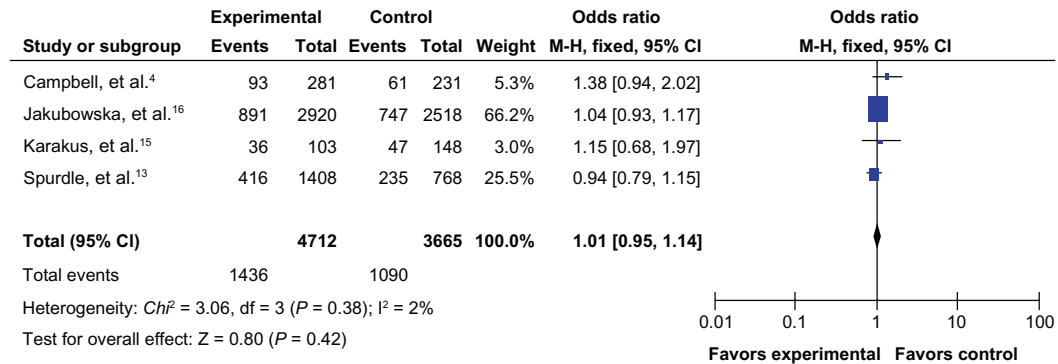 Experimental Control Odds ratio Odds ratio
Study or subgroup Events Total Events Total Weight M-H, fixed, 95% CI M-H, fixed, 95% CI
Campbell, et al.4 93 281 61 231 5.3% 1.38 [0.94, 2.02]
Jakubowska, et al.16 891 2920 747 2518 66.2% 1.04 [0.93, 1.17]
Karakus, et al.15 36 103 47 148 3.0% 1.15 [0.68, 1.97]
Spurdle, et al.13 416 1408 235 768 25.5% 0.94 [0.79, 1.15]
Total (95% CI) 4712 3665 100.0% 1.01 [0.95, 1.14]
Total events 1436 1090
Heterogeneity: Chi² = 3.06, df = 3 (P = 0.38); I² = 2%
Test for overall effect: Z = 0.80 (P = 0.42)
0.01 0.1 1 10 100
Favors experimental Favors control